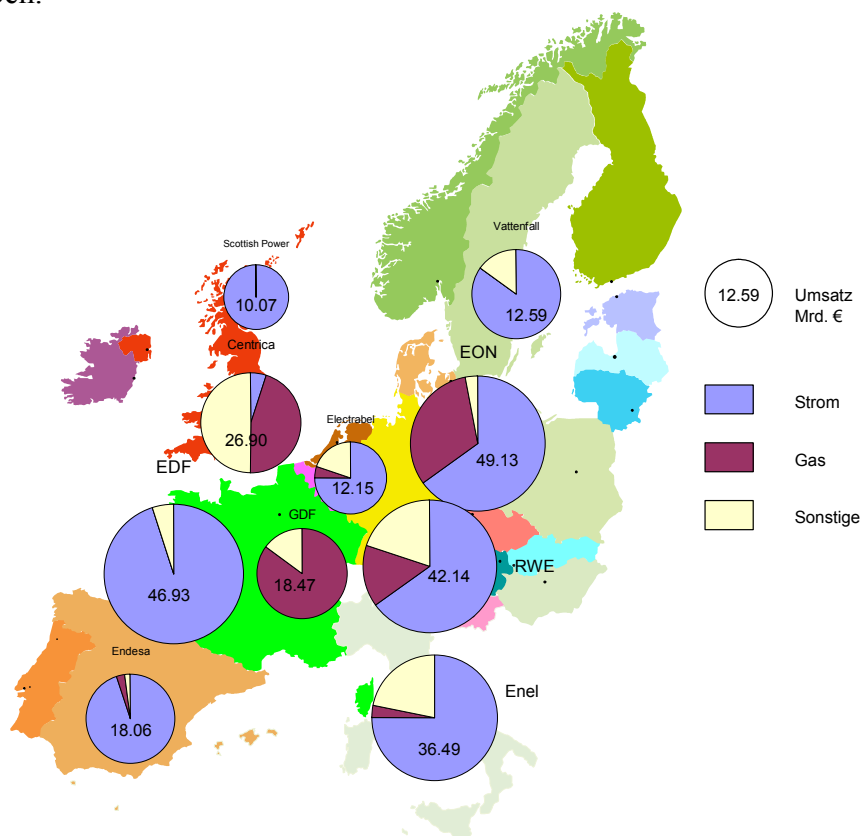 Scottish Power
10.07
Vattenfall
12.59
12.59
Umsatz
Mrd. €
Centrica
26.90
EON
49.13
Electrabel
12.15
Strom
Gas
Sonstige
EDF
46.93
GDF
18.47
42.14
RWE
Endesa
18.06
Enel
36.49